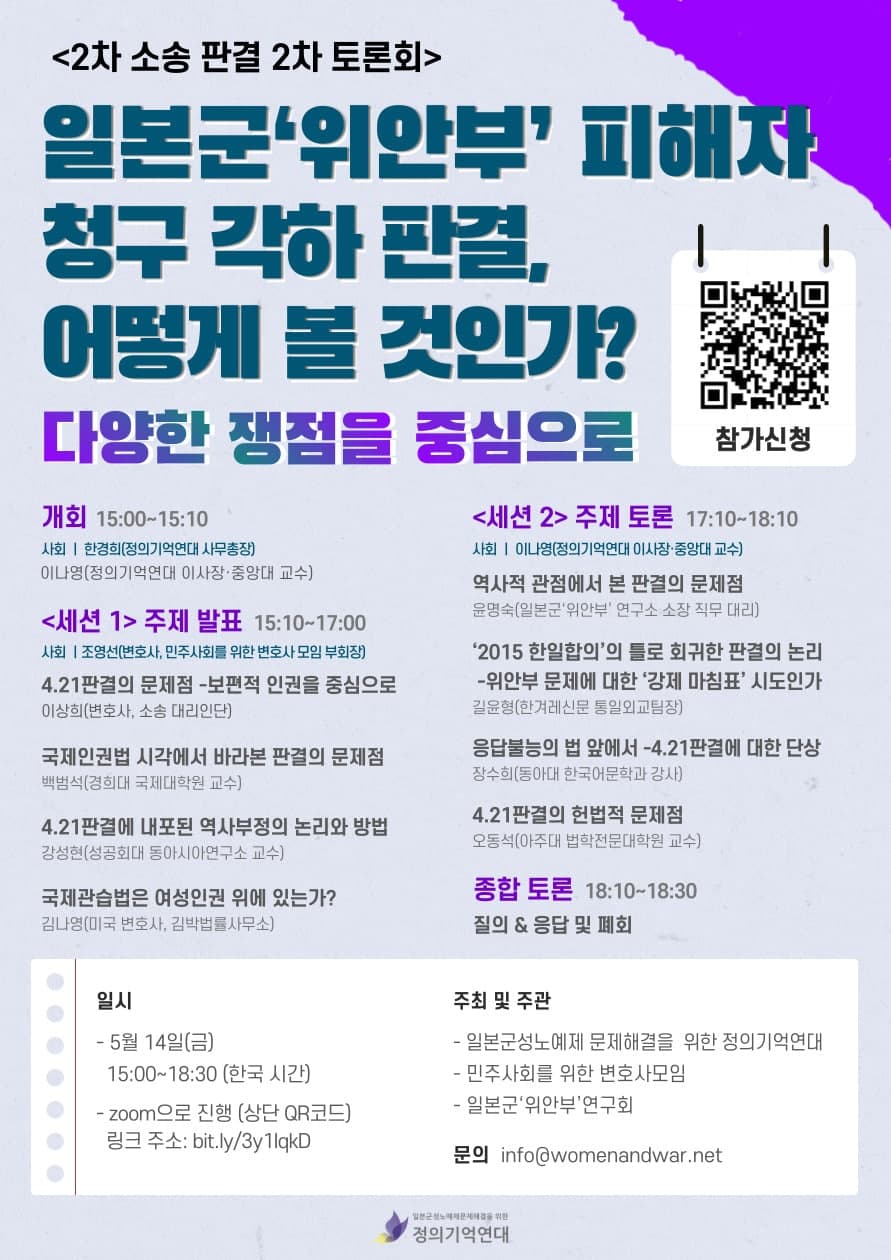 <2차 소송 판결 2차 토론회>
일본군‘위안부’ 피해자
청구 각하 판결,
어떻게 볼 것인가?
다양한 쟁점을 중심으로
참가신청
개회 15:00~15:10
사회 ㅣ 한경희(정의기억연대 사무총장)
이나영(정의기억연대 이사장·중앙대 교수)
<세션 1> 주제 발표 15:10~17:00
사회 ㅣ조영선(변호사, 민주사회를 위한 변호사 모임 부회장)
4.21판결의 문제점 -보편적 인권을 중심으로
이상희(변호사, 소송 대리인단)
국제인권법 시각에서 바라본 판결의 문제점
백범석(경희대 국제대학원 교수)
4.21판결에 내포된 역사부정의 논리와 방법
강성현(성공회대 동아시아연구소 교수)
국제관습법은 여성인권 위에 있는가?
김나영(미국 변호사, 김박법률사무소)
<세션 2> 주제 토론 17:10~18:10
사회 ㅣ 이나영(정의기억연대 이사장·중앙대 교수)
역사적 관점에서 본 판결의 문제점
윤명숙(일본군‘위안부’ 연구소 소장 직무 대리)
‘2015 한일합의’의 틀로 회귀한 판결의 논리
-위안부 문제에 대한 ‘강제 마침표’ 시도인가
길윤형(한겨레신문 통일외교팀장)
응답불능의 법 앞에서 -4.21판결에 대한 단상
장수희(동아대 한국어문학과 강사)
4.21판결의 헌법적 문제점
오동석(아주대 법학전문대학원 교수)
종합 토론 18:10~18:30
질의 & 응답 및 폐회
일시
- 5월 14일(금)
15:00~18:30 (한국 시간)
- zoom으로 진행 (상단 QR코드)
링크 주소: bit.ly/3y1lqkD
주최 및 주관
- 일본군성노예제 문제해결을 위한 정의기억연대
- 민주사회를 위한 변호사모임
- 일본군‘위안부’연구회
문의 info@womenandwar.net
일본군성노예제문제해결을 위한
정의기억연대